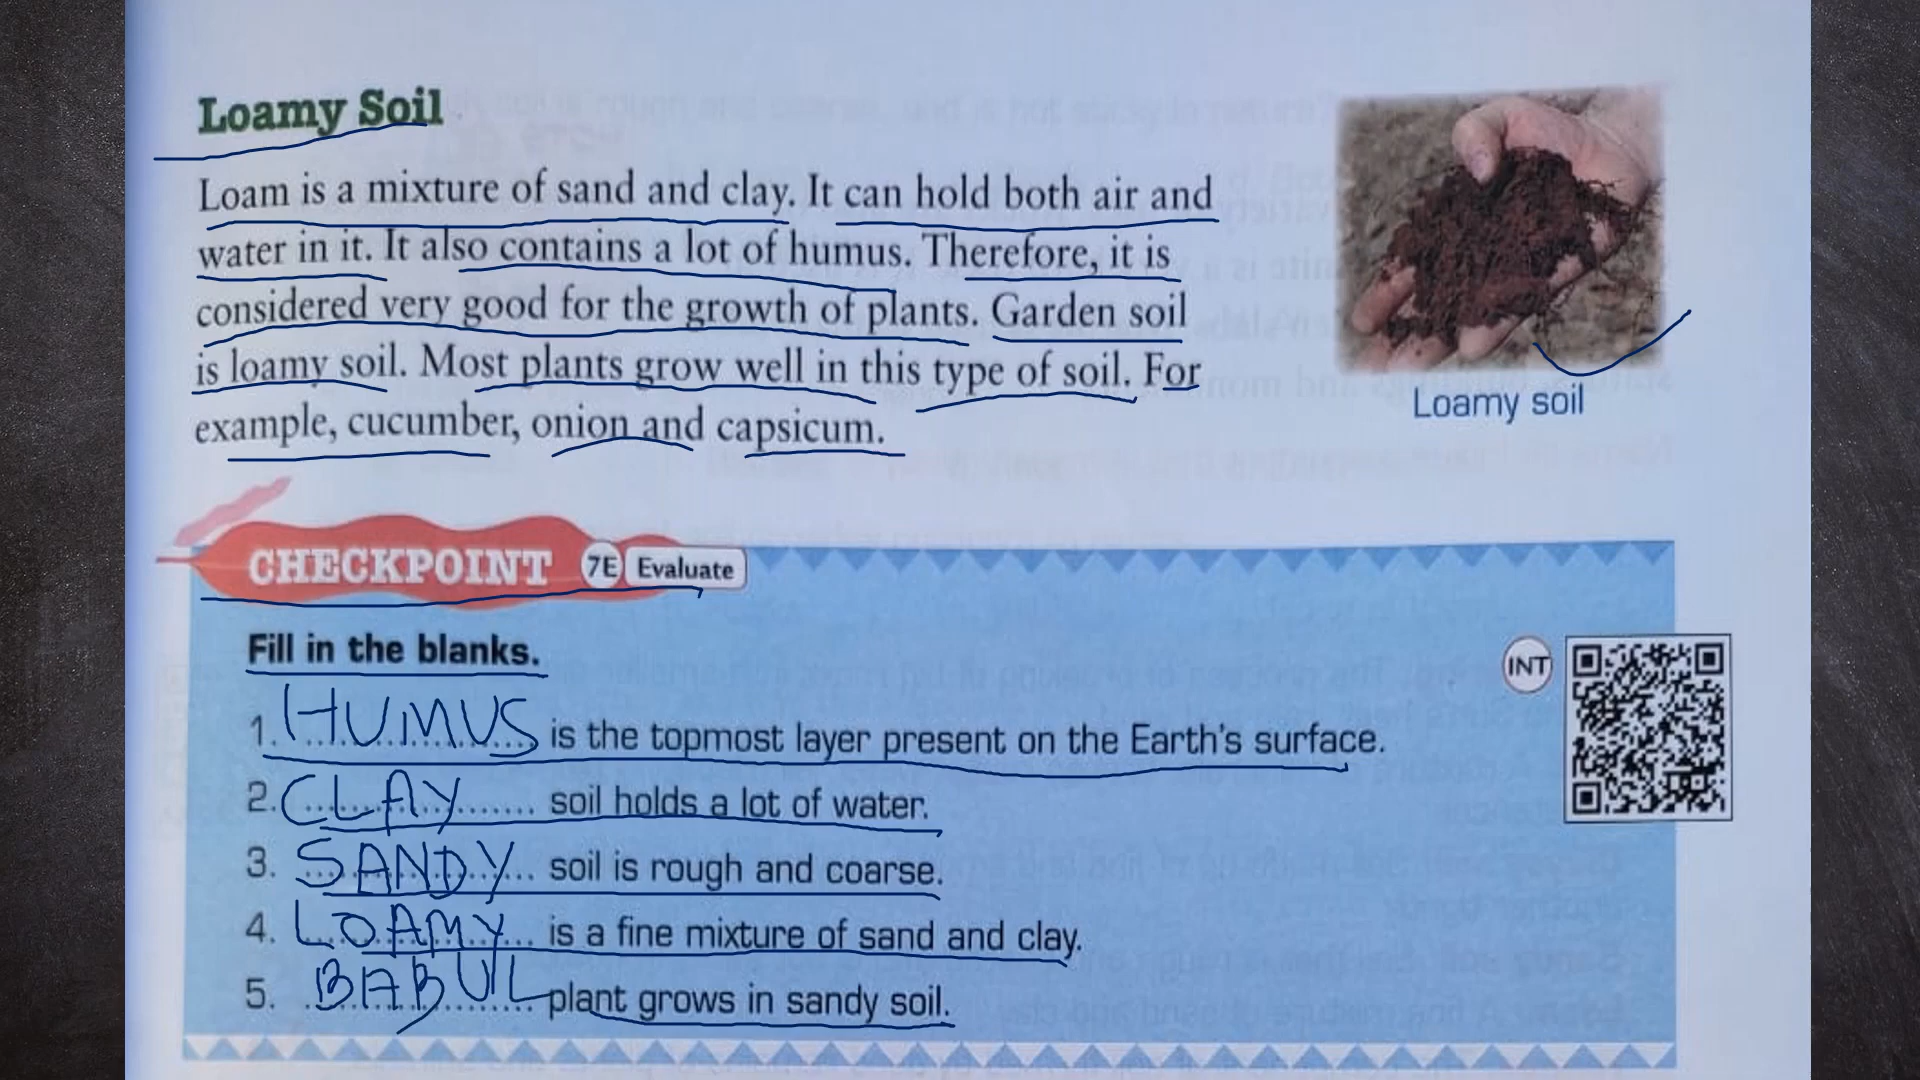 Loamy Soil
Loam is a mixture of sand and clay. It can hold both air and
water in it. It also contains a lot of humus. Therefore, it is
considered very good for the growth of plants. Garden soil
is loamy soil. Most plants grow well in this type of soil. For
example, cucumber, onion and capsicum.
Loamy soil
CHECKPOINT 7E Evaluate
Fill in the blanks.
INT
1. HUMUS is the topmost layer present on the Earth's surface.
2. CLAY soil holds a lot of water.
3. SANDY soil is rough and coarse.
4. LOAMY is a fine mixture of sand and clay.
5. BABUL plant grows in sandy soil.